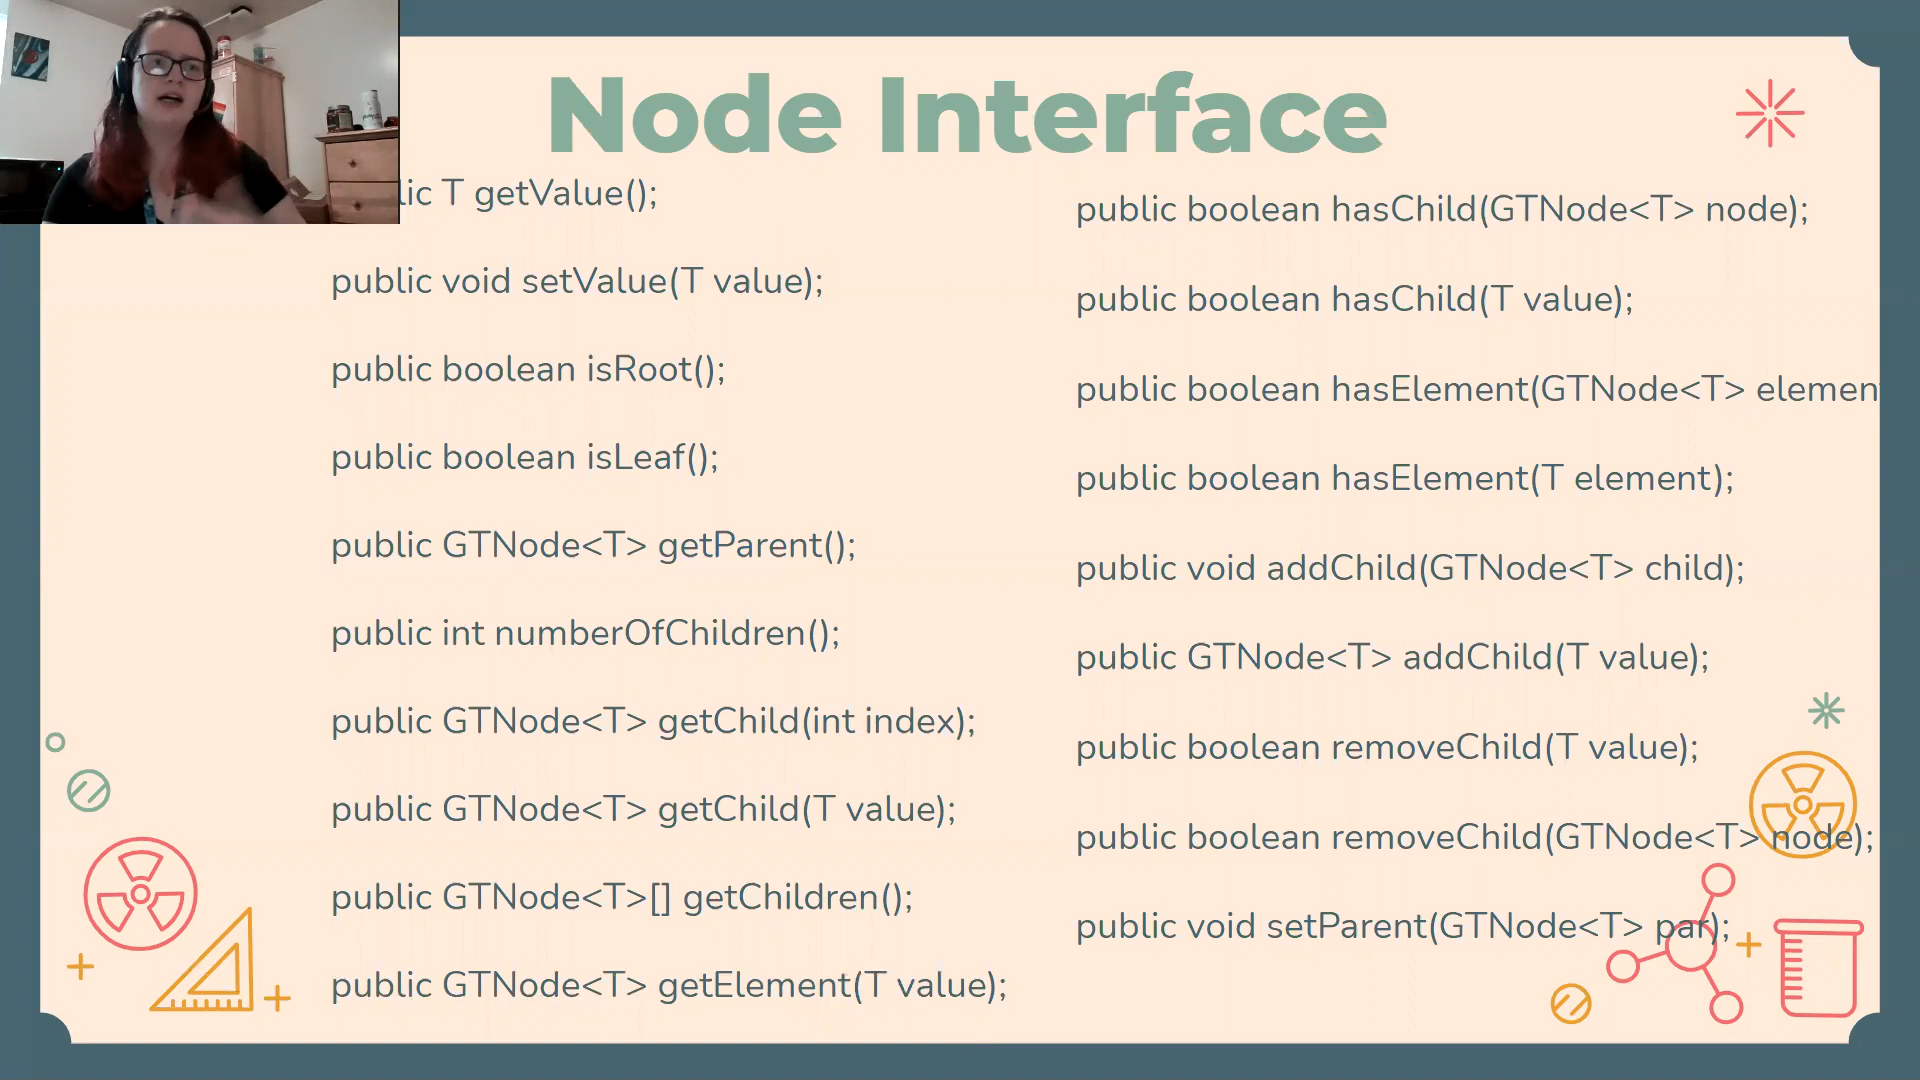 Node Interface
lic T getValue();
public void setValue(T value);
public boolean isRoot();
public boolean isLeaf();
public GTNode<T> getParent();
public int numberOfChildren();
public GTNode<T> getChild(int index);
public GTNode<T> getChild(T value);
public GTNode<T>[] getChildren();
public GTNode<T> getElement(T value);
public boolean hasChild(GTNode<T> node);
public boolean hasChild(T value);
public boolean hasElement(GTNode<T> elemen
public boolean hasElement(T element);
public void addChild(GTNode<T> child);
public GTNode<T> addChild(T value);
public boolean removeChild(T value);
public boolean removeChild(GTNode<T> node);
public void setParent(GTNode<T> par);